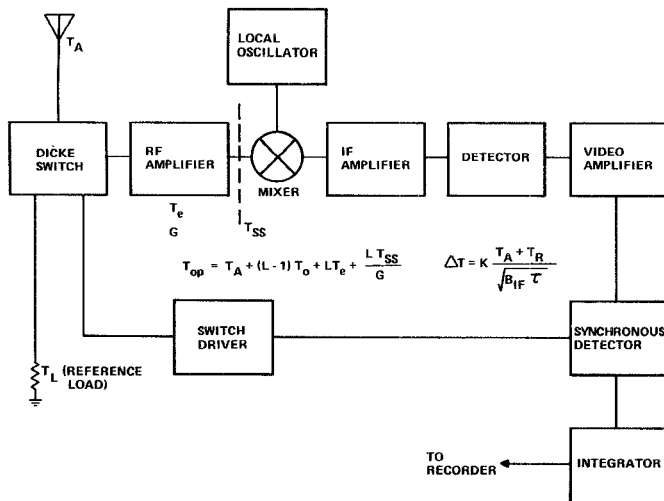 T_A
LOCAL
OSCILLATOR
DICKE
SWITCH
RF
AMPLIFIER
MIXER
IF
AMPLIFIER
DETECTOR
VIDEO
AMPLIFIER
T_e
G
T_SS
T_op = T_A + (L - 1) T_o + LT_e + L T_SS / G
ΔT = K (T_A + T_R) / √(B_IF τ)
SWITCH
DRIVER
SYNCHRONOUS
DETECTOR
T_L (REFERENCE
LOAD)
TO
RECORDER
INTEGRATOR